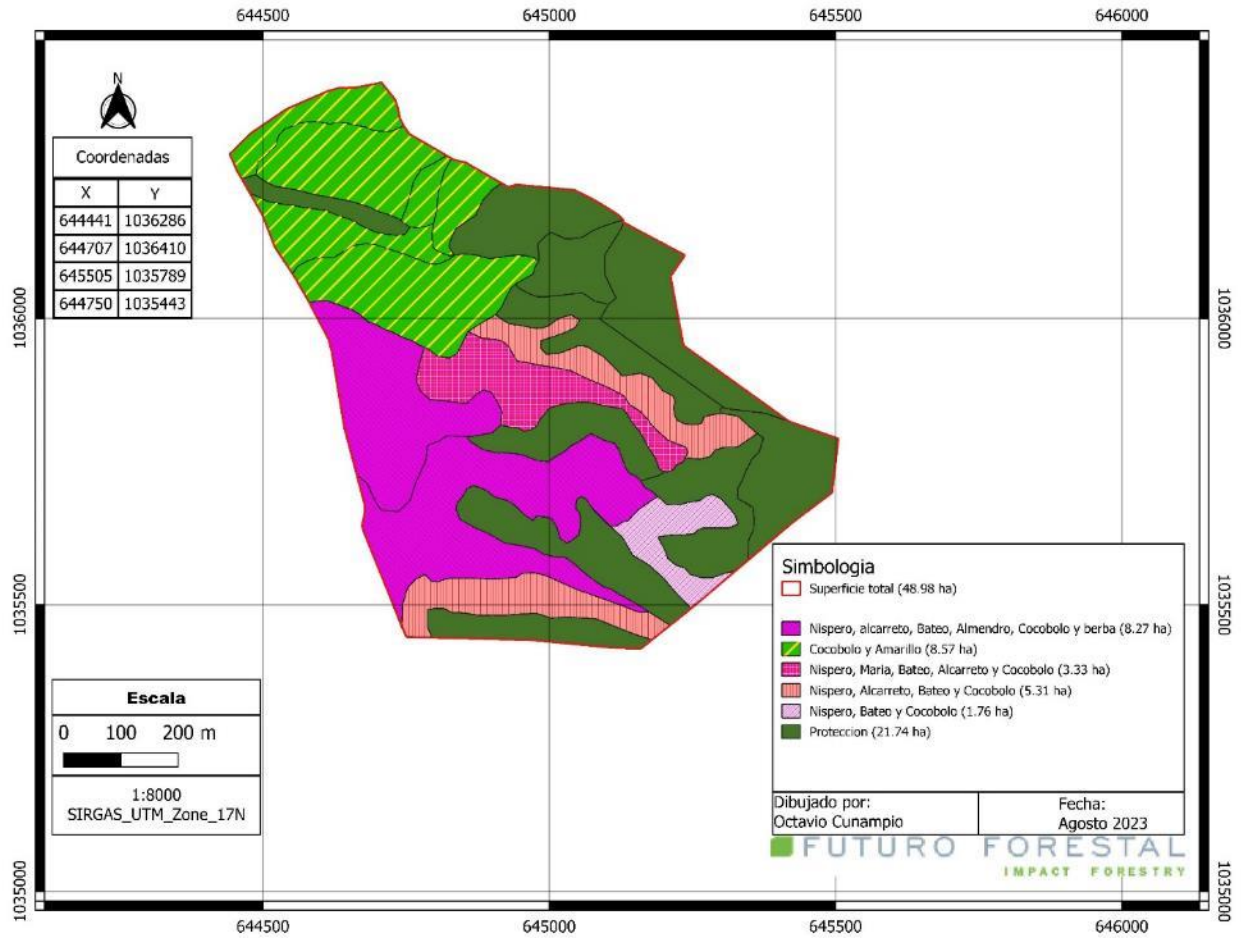 644500 645000 645500 646000
N
Coordenadas
X Y
644441 1036286
644707 1036410
645505 1035789
644750 1035443
1036000 1036000
1035500 1035500
1035000 1035000
Simbologia
Superficie total (48.98 ha)
Nispero, alcarreto, Bateo, Almendro, Cocobolo y berba (8.27 ha)
Cocobolo y Amarillo (8.57 ha)
Nispero, Maria, Bateo, Alcarreto y Cocobolo (3.33 ha)
Nispero, Alcarreto, Bateo y Cocobolo (5.31 ha)
Nispero, Bateo y Cocobolo (1.76 ha)
Proteccion (21.74 ha)
Escala
0 100 200 m
1:8000
SIRGAS_UTM_Zone_17N
Dibujado por:
Octavio Cunampio
Fecha:
Agosto 2023
FUTURO FORESTAL
IMPACT FORESTRY
644500 645000 645500 646000